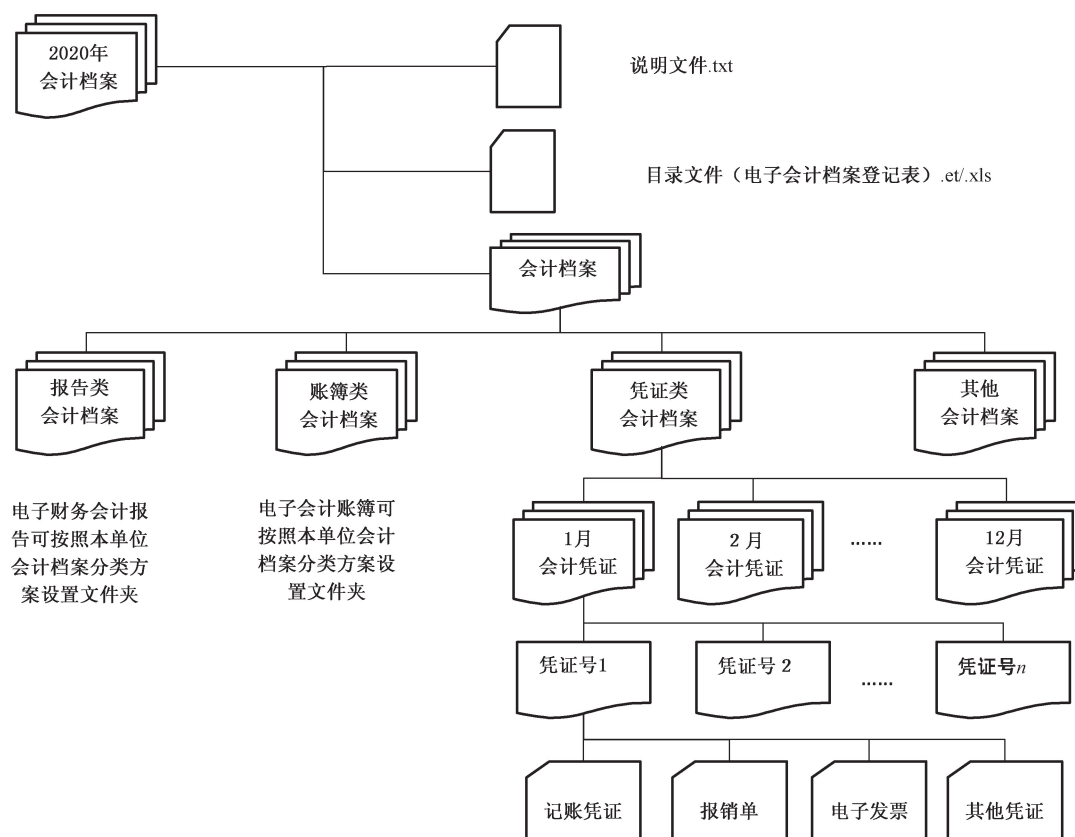 2020年
会计档案
说明文件.txt
目录文件（电子会计档案登记表）.et/.xls
会计档案
报告类
会计档案
账簿类
会计档案
凭证类
会计档案
其他
会计档案
电子财务会计报
告可按照本单位
会计档案分类方
案设置文件夹
电子会计账簿可
按照本单位会计
档案分类方案设
置文件夹
1月
会计凭证
2月
会计凭证
......
12月
会计凭证
凭证号1
凭证号2
......
凭证号n
记账凭证
报销单
电子发票
其他凭证